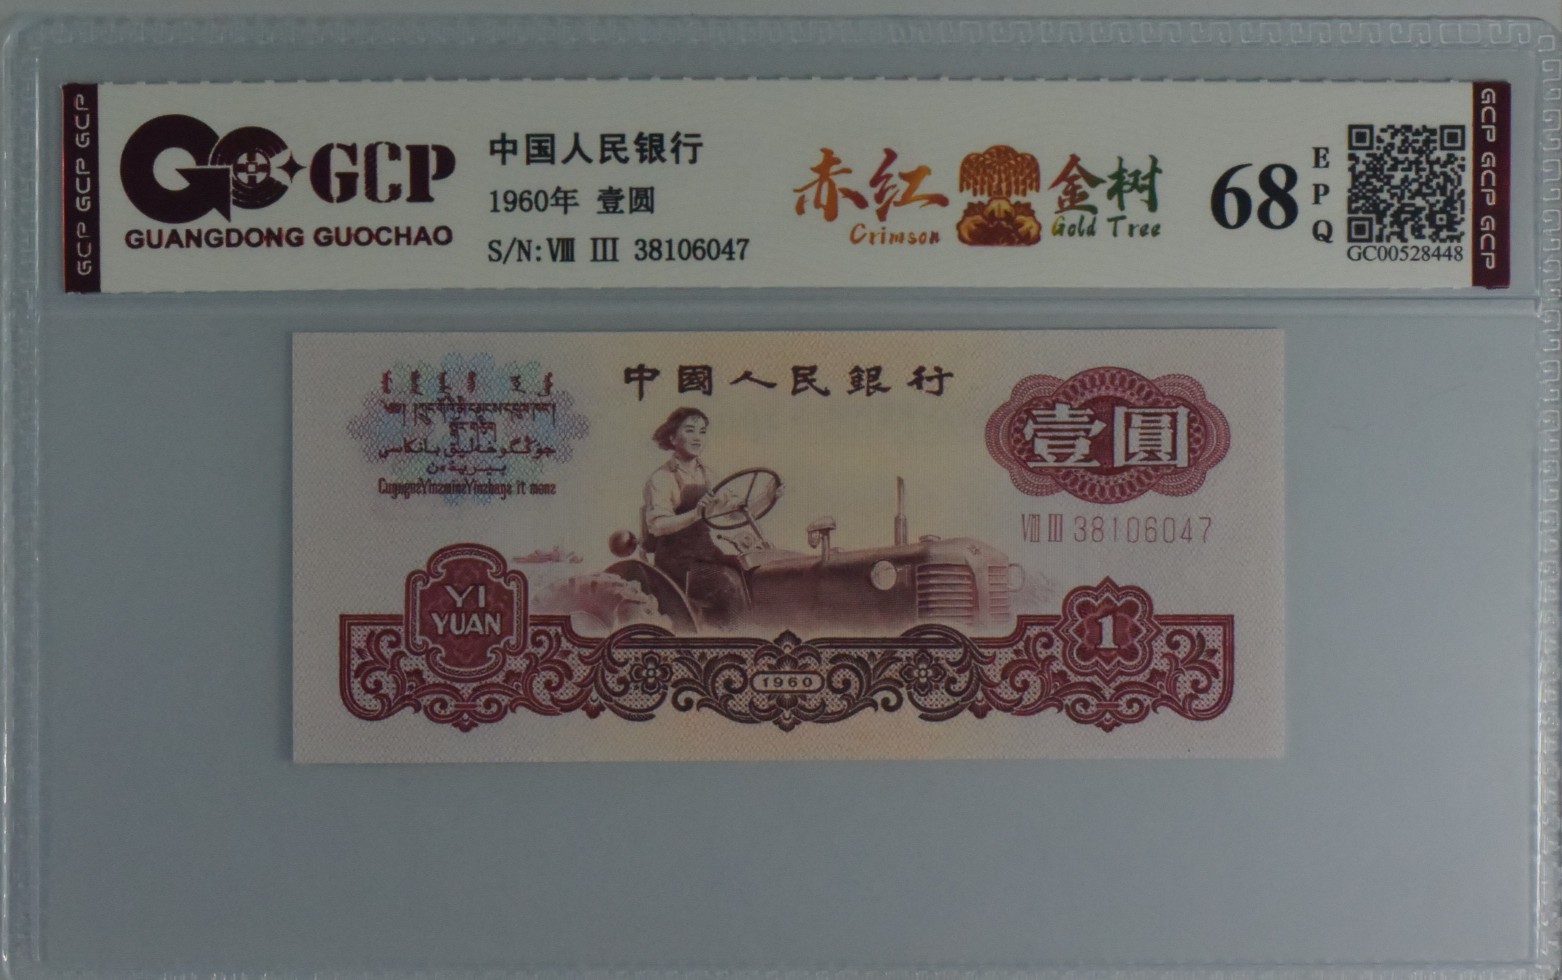 GCP GCP GCP
GCP
GUANGDONG GUOCHAO
中国人民银行
1960年 壹圆
S/N: Ⅷ Ⅲ 38106047
赤红 金树
Crimson Gold Tree
68 EPQ
GC00528448
GCP GCP GCP
中國人民銀行
壹圓
Ⅷ Ⅲ 38106047
YI
YUAN
1
1960